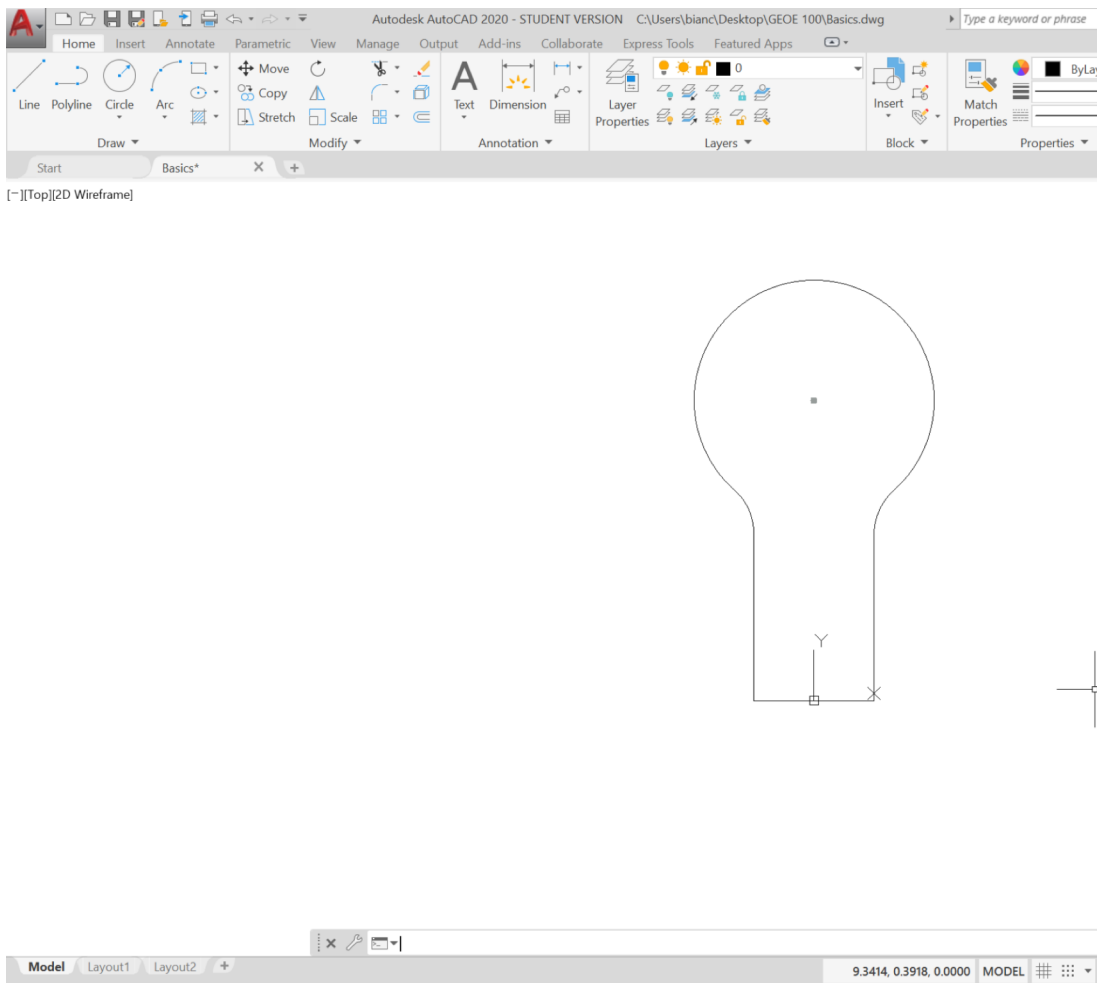 Autodesk AutoCAD 2020 - STUDENT VERSION C:\Users\bianc\Desktop\GEOE 100\Basics.dwg Type a keyword or phrase
Home Insert Annotate Parametric View Manage Output Add-ins Collaborate Express Tools Featured Apps
Line Polyline Circle Arc
Move
Copy
Stretch
Scale
Text Dimension
Layer Properties
0
Insert
Match Properties
ByLay
Draw Modify Annotation Layers Block Properties
Start Basics*
[−][Top][2D Wireframe]
Y
X
Model Layout1 Layout2
9.3414, 0.3918, 0.0000 MODEL